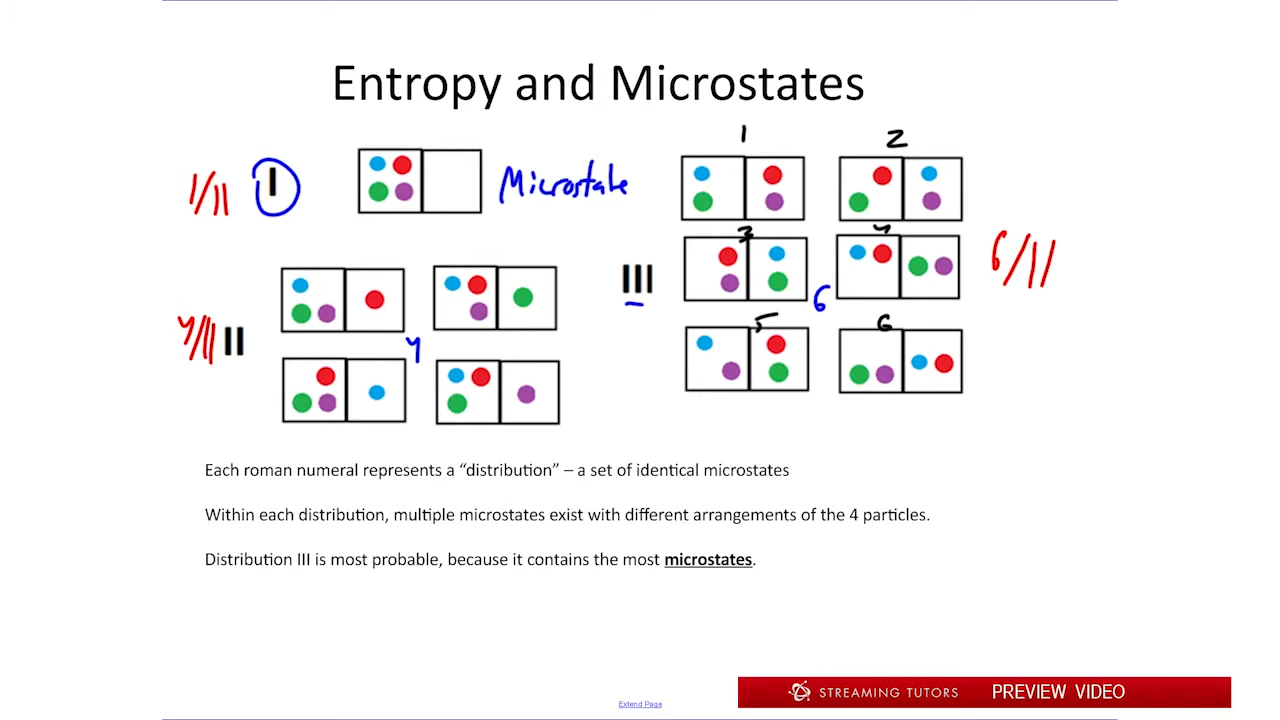 Entropy and Microstates
1/11 I
Microstate
1 2
3 4
III 6 6/11
5 6
4/11 II 4
Each roman numeral represents a “distribution” – a set of identical microstates
Within each distribution, multiple microstates exist with different arrangements of the 4 particles.
Distribution III is most probable, because it contains the most microstates.
Extend Page
STREAMING TUTORS PREVIEW VIDEO